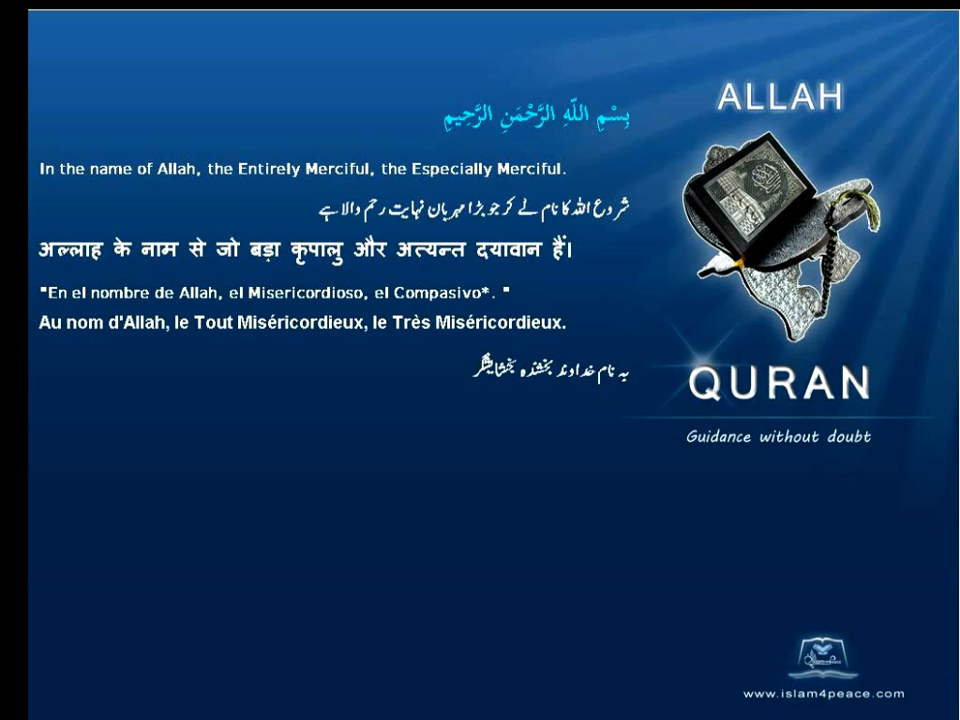 بِسْمِ اللّهِ الرَّحْمَنِ الرَّحِيمِ
In the name of Allah, the Entirely Merciful, the Especially Merciful.
شروع الله کا نام لے کر جو بڑا مہربان نہایت رحم والا ہے
अल्लाह के नाम से जो बड़ा कृपालु और अत्यन्त दयावान हैं।
"En el nombre de Allah, el Misericordioso, el Compasivo*. "
Au nom d'Allah, le Tout Miséricordieux, le Très Miséricordieux.
به نام خداوند بخشنده بخشایشگر
ALLAH
QURAN
Guidance without doubt
www.islam4peace.com